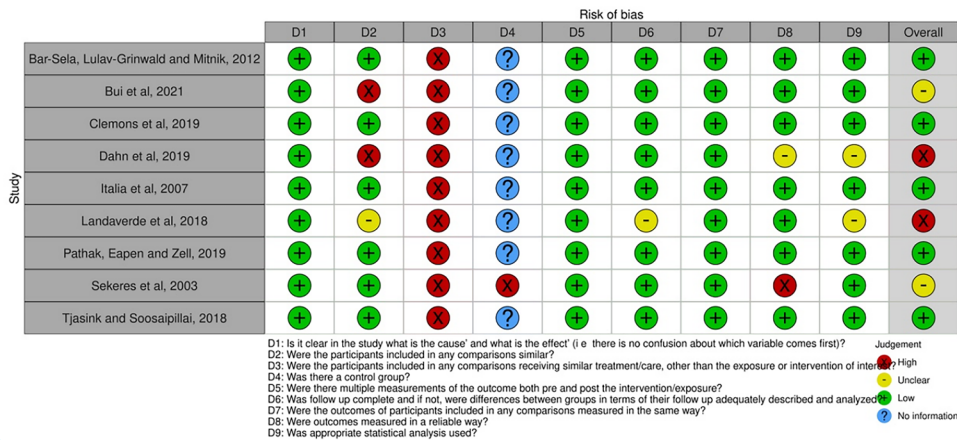 Risk of bias
D1 D2 D3 D4 D5 D6 D7 D8 D9 Overall
Study
Bar-Sela, Lulav-Grinwald and Mitnik, 2012 + + X ? + + + + + +
Bui et al, 2021 + X X ? + + + + + -
Clemons et al, 2019 + + X ? + + + + + +
Dahn et al, 2019 + X X ? + + + - - X
Italia et al, 2007 + + X ? + + + + + +
Landaverde et al, 2018 + - X ? + - + + - X
Pathak, Eapen and Zell, 2019 + + X ? + + + + + +
Sekeres et al, 2003 + + X X + + + X + -
Tjasink and Soosaipillai, 2018 + + X ? + + + + + +
D1: Is it clear in the study what is the cause' and what is the effect' (i e there is no confusion about which variable comes first)?
D2: Were the participants included in any comparisons similar?
D3: Were the participants included in any comparisons receiving similar treatment/care, other than the exposure or intervention of interest?
D4: Was there a control group?
D5: Were there multiple measurements of the outcome both pre and post the intervention/exposure?
D6: Was follow up complete and if not, were differences between groups in terms of their follow up adequately described and analyzed?
D7: Were the outcomes of participants included in any comparisons measured in the same way?
D8: Were outcomes measured in a reliable way?
D9: Was appropriate statistical analysis used?
Judgement
X High
- Unclear
+ Low
? No information